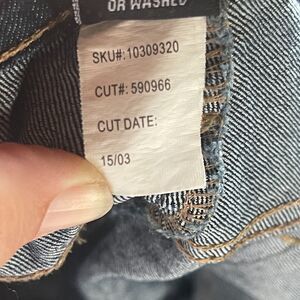 OR WASHED
SKU#:10309320
CUT#: 590966
CUT DATE:
15/03